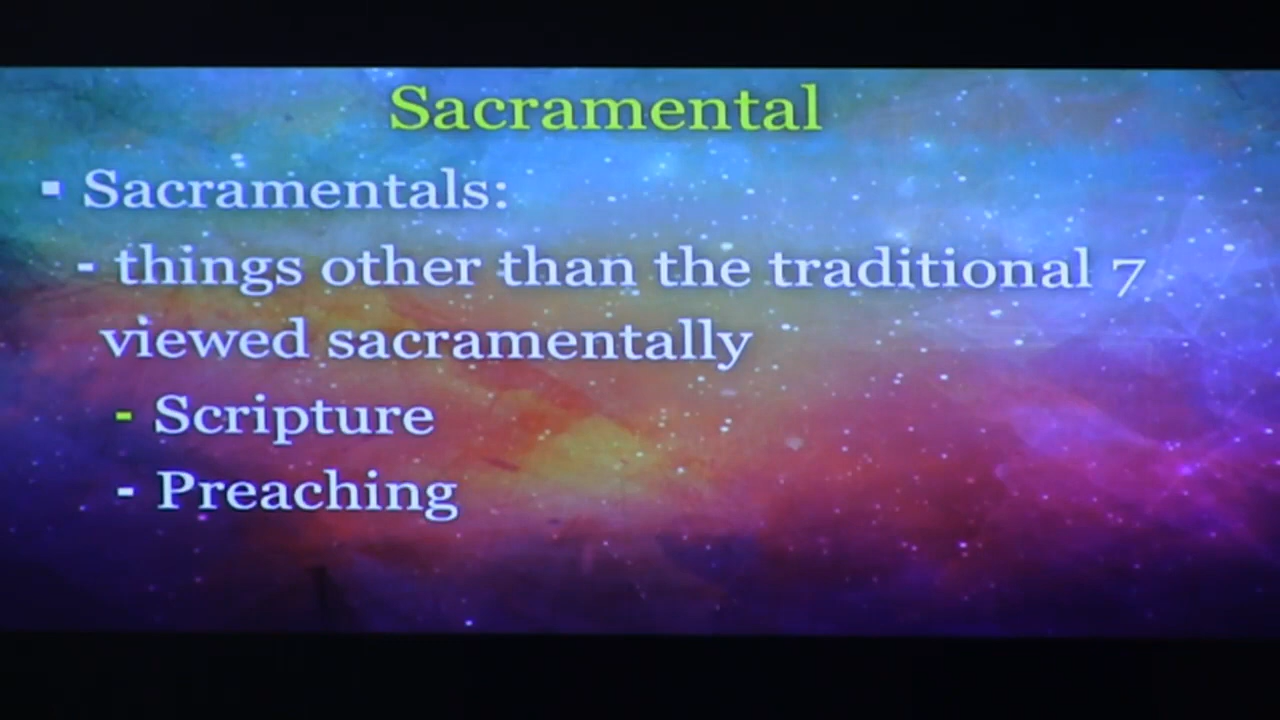 Sacramental
▪ Sacramentals:
- things other than the traditional 7
viewed sacramentally
- Scripture
- Preaching